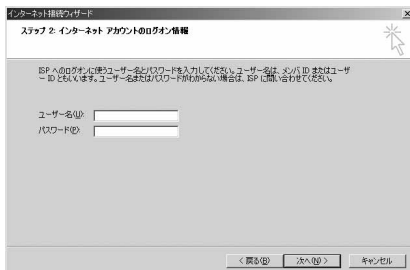 インターネット接続ウィザード
ステップ 2: インターネット アカウントのログオン情報
ISP へのログオンに使うユーザー名とパスワードを入力してください。ユーザー名は、メンバ ID またはユーザ
ー ID ともいいます。ユーザー名またはパスワードがわからない場合は、ISP に問い合わせてください。
ユーザー名(U):
パスワード(P):
< 戻る(B)
次へ(N) >
キャンセル